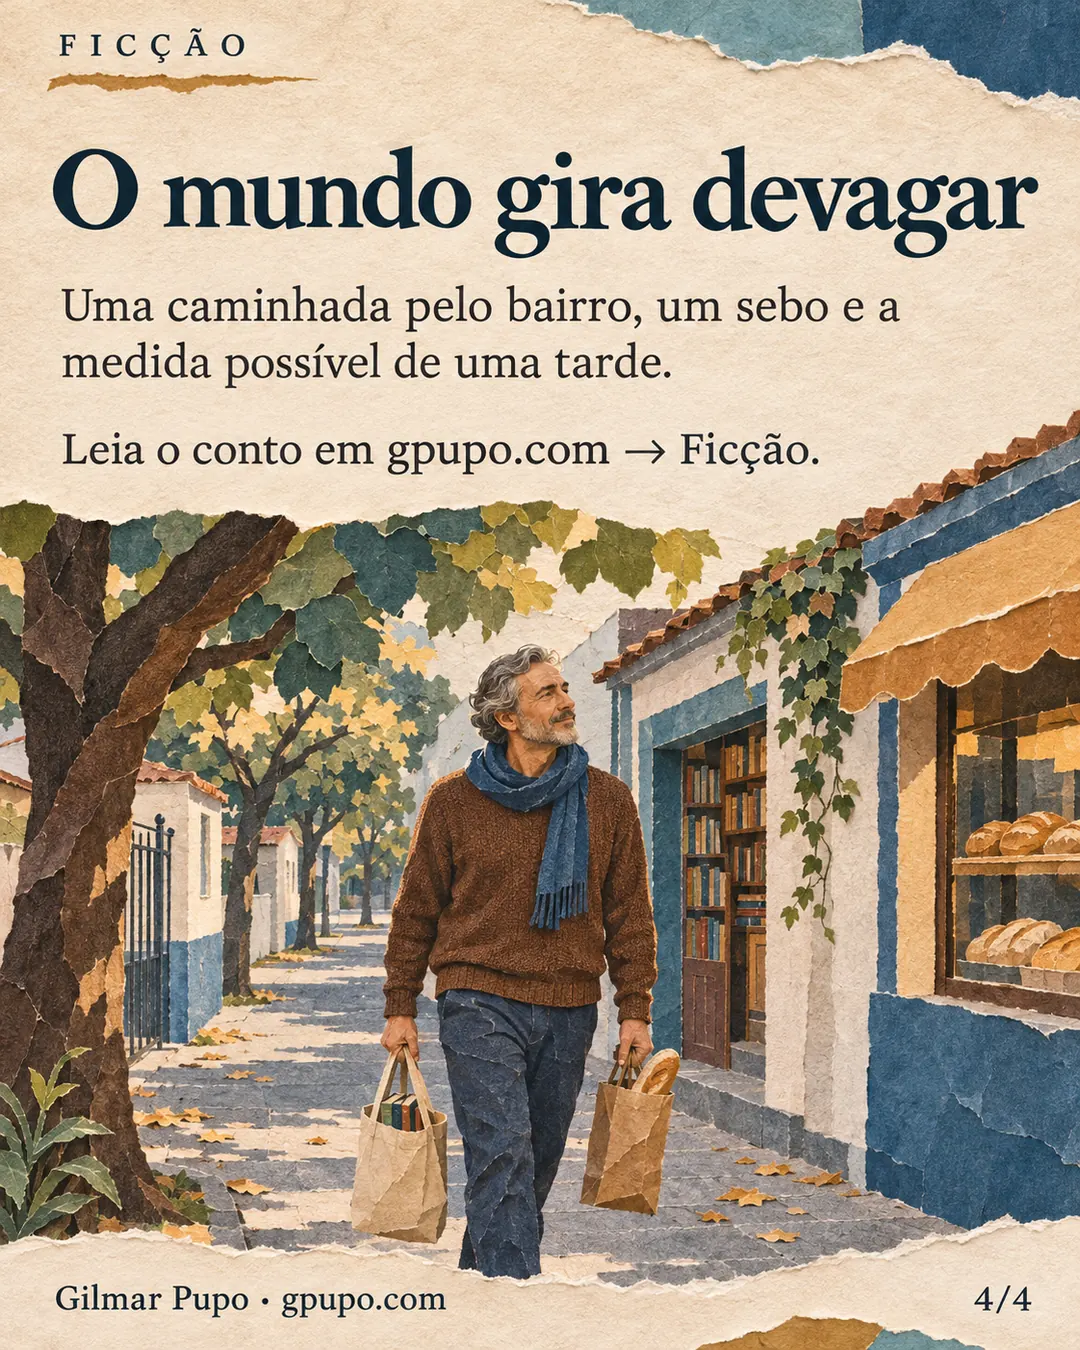 FICÇÃO
O mundo gira devagar
Uma caminhada pelo bairro, um sebo e a
medida possível de uma tarde.
Leia o conto em gpupo.com → Ficção.
Gilmar Pupo • gpupo.com
4/4